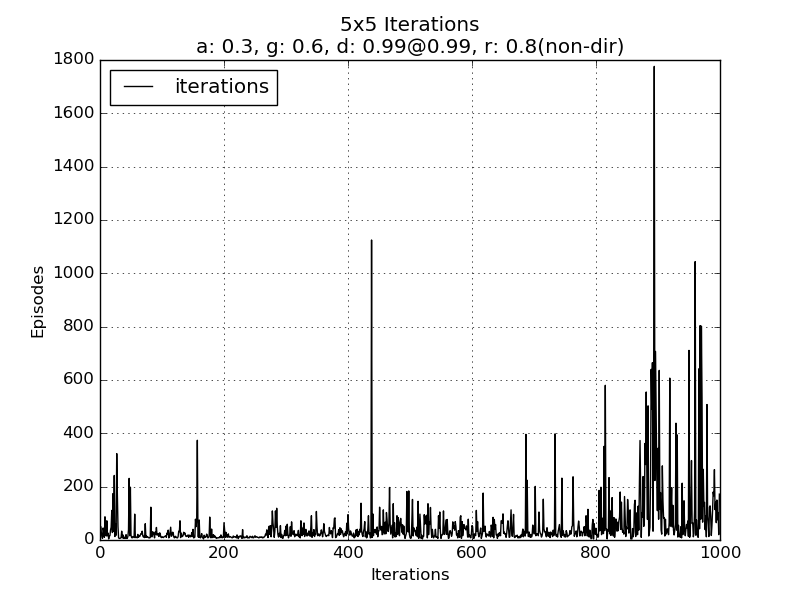 5x5 Iterations
a: 0.3, g: 0.6, d: 0.99@0.99, r: 0.8(non-dir)
iterations
1800
1600
1400
1200
1000
800
600
400
200
0
Episodes
0 200 400 600 800 1000
Iterations